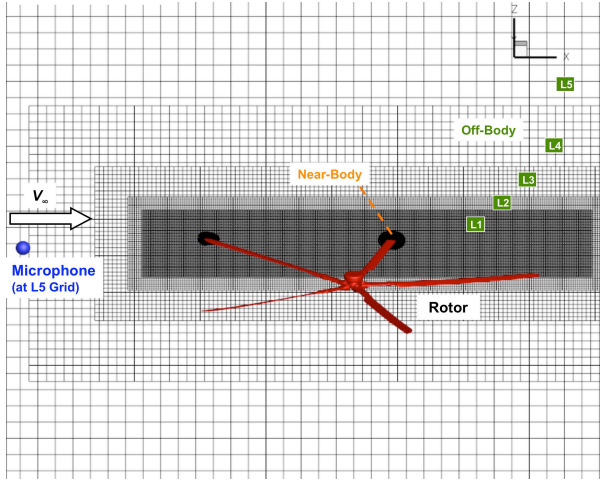 Z
X
L5
Off-Body
L4
Near-Body
L3
V∞
L2
L1
Microphone
(at L5 Grid)
Rotor